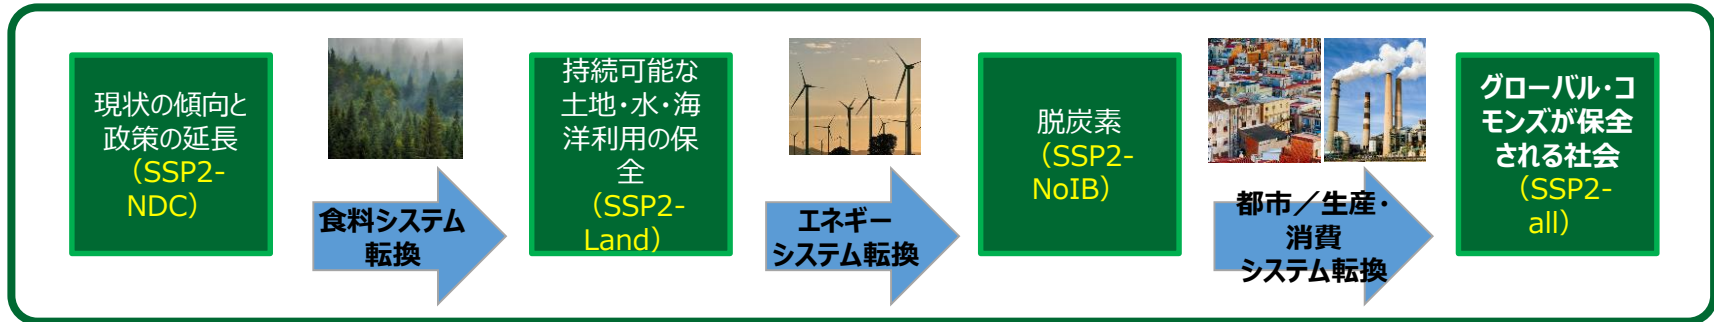 現状の傾向と
政策の延長
（SSP2-
NDC）
食料システム
転換
持続可能な
土地・水・海
洋利用の保
全
（SSP2-
Land）
エネギー
システム転換
脱炭素
（SSP2-
NoIB）
都市／生産・
消費
システム転換
グローバル・コ
モンズが保全
される社会
（SSP2-
all）